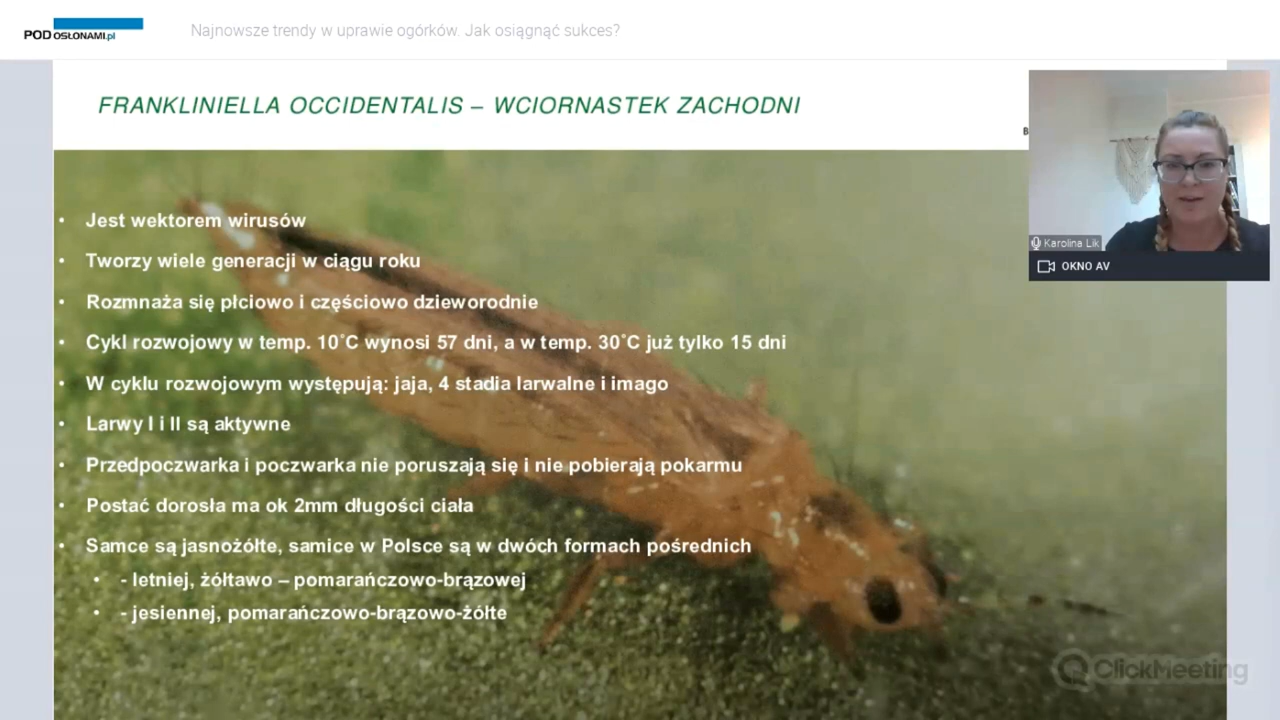 POD OSŁONAMI.pl
Najnowsze trendy w uprawie ogórków. Jak osiągnąć sukces?
FRANKLINIELLA OCCIDENTALIS – WCIORNASTEK ZACHODNI
B
Karolina Lik
OKNO AV
• Jest wektorem wirusów
• Tworzy wiele generacji w ciągu roku
• Rozmnaża się płciowo i częściowo dzieworodnie
• Cykl rozwojowy w temp. 10˚C wynosi 57 dni, a w temp. 30˚C już tylko 15 dni
• W cyklu rozwojowym występują: jaja, 4 stadia larwalne i imago
• Larwy I i II są aktywne
• Przedpoczwarka i poczwarka nie poruszają się i nie pobierają pokarmu
• Postać dorosła ma ok 2mm długości ciała
• Samce są jasnożółte, samice w Polsce są w dwóch formach pośrednich
• - letniej, żółtawo – pomarańczowo-brązowej
• - jesiennej, pomarańczowo-brązowo-żółte
ClickMeeting